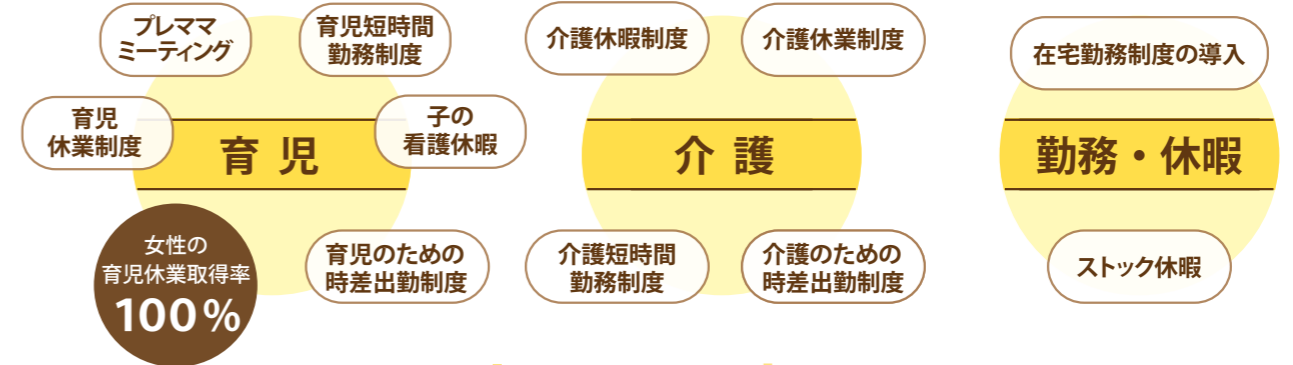 プレママ
ミーティング
育児短時間
勤務制度
育児
休業制度
子の
看護休暇
育児
女性の
育児休業取得率
100%
育児のための
時差出勤制度
介護休暇制度
介護休業制度
介護
介護短時間
勤務制度
介護のための
時差出勤制度
在宅勤務制度の導入
勤務・休暇
ストック休暇